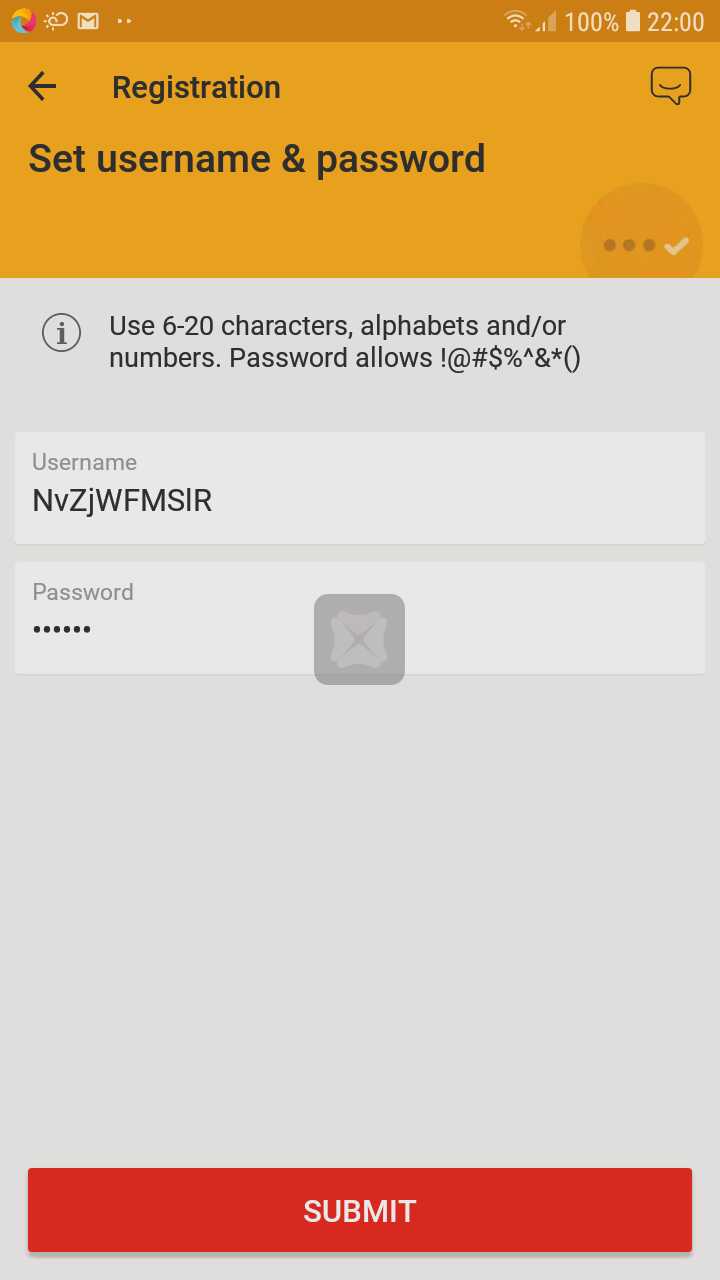 100% 22:00
Registration
Set username & password
Use 6-20 characters, alphabets and/or
numbers. Password allows !@#$%^&*()
Username
NvZjWFMSlR
Password
••••••
SUBMIT